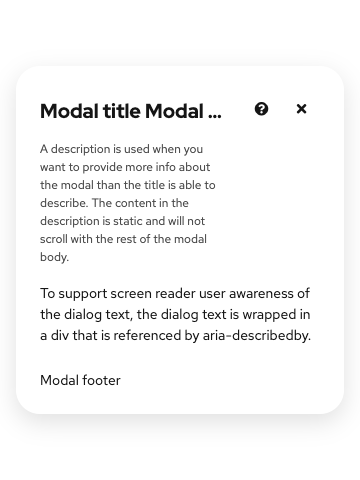 Modal title Modal ...
A description is used when you
want to provide more info about
the modal than the title is able to
describe. The content in the
description is static and will not
scroll with the rest of the modal
body.
To support screen reader user awareness of
the dialog text, the dialog text is wrapped in
a div that is referenced by aria-describedby.
Modal footer